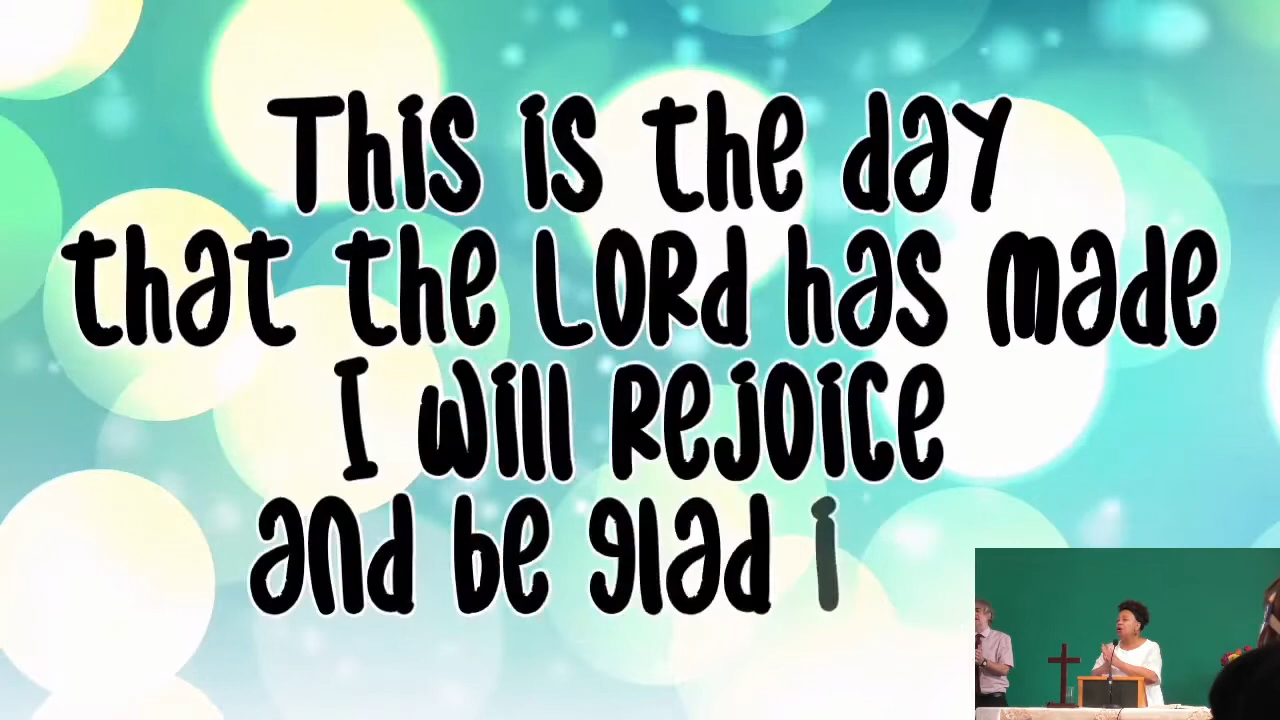 This is the day
that the LORd has made
I will Rejoice
and be glad i